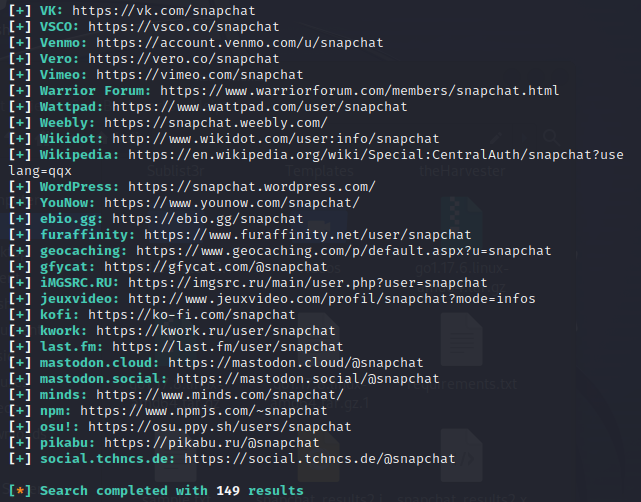 [+] VK: https://vk.com/snapchat
[+] VSCO: https://vsco.co/snapchat
[+] Venmo: https://account.venmo.com/u/snapchat
[+] Vero: https://vero.co/snapchat
[+] Vimeo: https://vimeo.com/snapchat
[+] Warrior Forum: https://www.warriorforum.com/members/snapchat.html
[+] Wattpad: https://www.wattpad.com/user/snapchat
[+] Weebly: https://snapchat.weebly.com/
[+] Wikidot: http://www.wikidot.com/user:info/snapchat
[+] Wikipedia: https://en.wikipedia.org/wiki/Special:CentralAuth/snapchat?use
lang=qqx
[+] WordPress: https://snapchat.wordpress.com/
[+] YouNow: https://www.younow.com/snapchat/
[+] ebio.gg: https://ebio.gg/snapchat
[+] furaffinity: https://www.furaffinity.net/user/snapchat
[+] geocaching: https://www.geocaching.com/p/default.aspx?u=snapchat
[+] gfycat: https://gfycat.com/@snapchat
[+] iMGSRC.RU: https://imgsrc.ru/main/user.php?user=snapchat
[+] jeuxvideo: http://www.jeuxvideo.com/profil/snapchat?mode=infos
[+] kofi: https://ko-fi.com/snapchat
[+] kwork: https://kwork.ru/user/snapchat
[+] last.fm: https://last.fm/user/snapchat
[+] mastodon.cloud: https://mastodon.cloud/@snapchat
[+] mastodon.social: https://mastodon.social/@snapchat
[+] minds: https://www.minds.com/snapchat/
[+] npm: https://www.npmjs.com/~snapchat
[+] osu!: https://osu.ppy.sh/users/snapchat
[+] pikabu: https://pikabu.ru/@snapchat
[+] social.tchncs.de: https://social.tchncs.de/@snapchat
[*] Search completed with 149 results